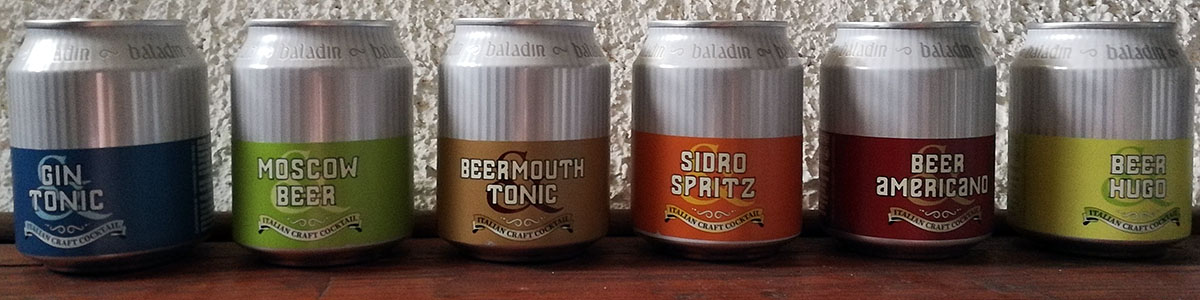 baladin
GIN
TONIC
ITALIAN CRAFT COCKTAIL
baladin
MOSCOW
BEER
ITALIAN CRAFT COCKTAIL
baladin
BEERMOUTH
TONIC
ITALIAN CRAFT COCKTAIL
baladin
SIDRO
SPRITZ
ITALIAN CRAFT COCKTAIL
baladin
BEER
AMERICANO
ITALIAN CRAFT COCKTAIL
baladin
BEER
HUGO
ITALIAN CRAFT COCKTAIL